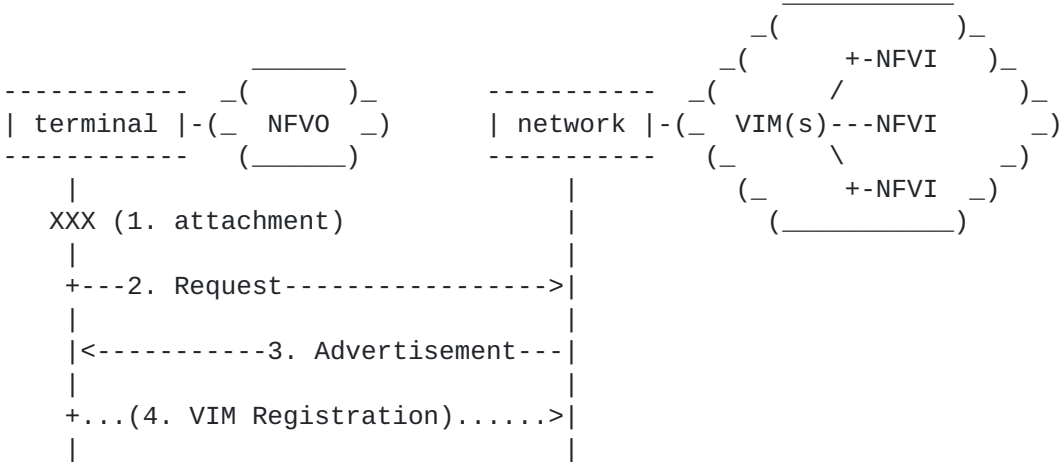 +-NFVI
| terminal |-(_ NFVO _) | network |-(_ VIM(s)---NFVI _)
+-NFVI
XXX (1. attachment)
+---2. Request----------------->|
|<-----------3. Advertisement---|
+...(4. VIM Registration)......>|